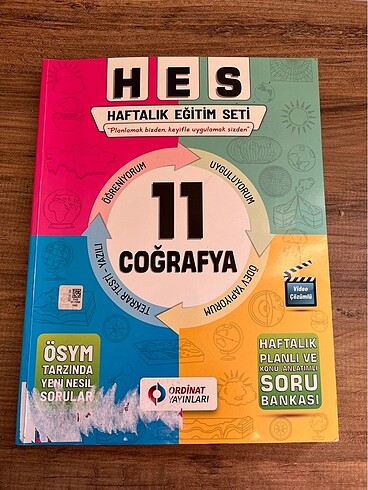 HES
HAFTALIK EĞİTİM SETİ
"Planlamak bizden, keyifle uygulamak sizden"
ÖĞRENİYORUM
UYGULUYORUM
11
COĞRAFYA
TEKRAR TESTİ - YAZILI
ÖDEV YAPIYORUM
Video
Çözümlü
ÖSYM
TARZINDA
YENİ NESİL
SORULAR
ORDİNAT
YAYINLARI
HAFTALIK
PLANLI VE
KONU ANLATIMLI
SORU
BANKASI